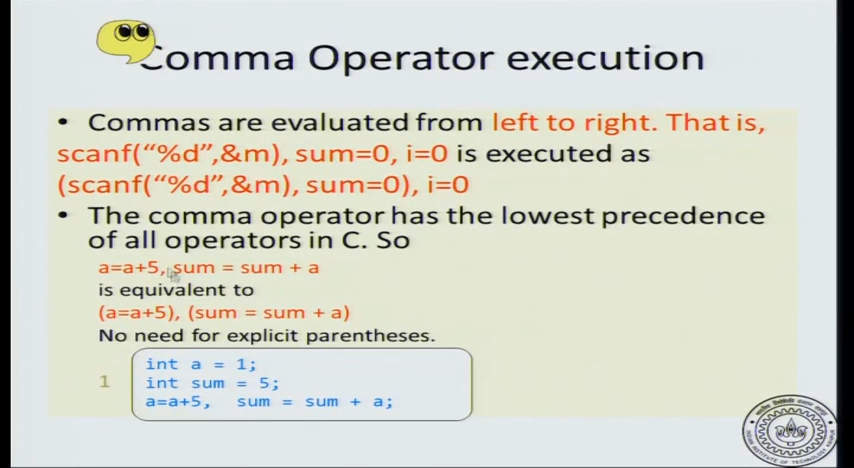 Comma Operator execution
• Commas are evaluated from left to right. That is,
scanf(“%d”,&m), sum=0, i=0 is executed as
(scanf(“%d”,&m), sum=0), i=0
• The comma operator has the lowest precedence
of all operators in C. So
a=a+5, sum = sum + a
is equivalent to
(a=a+5), (sum = sum + a)
No need for explicit parentheses.
1
int a = 1;
int sum = 5;
a=a+5, sum = sum + a;